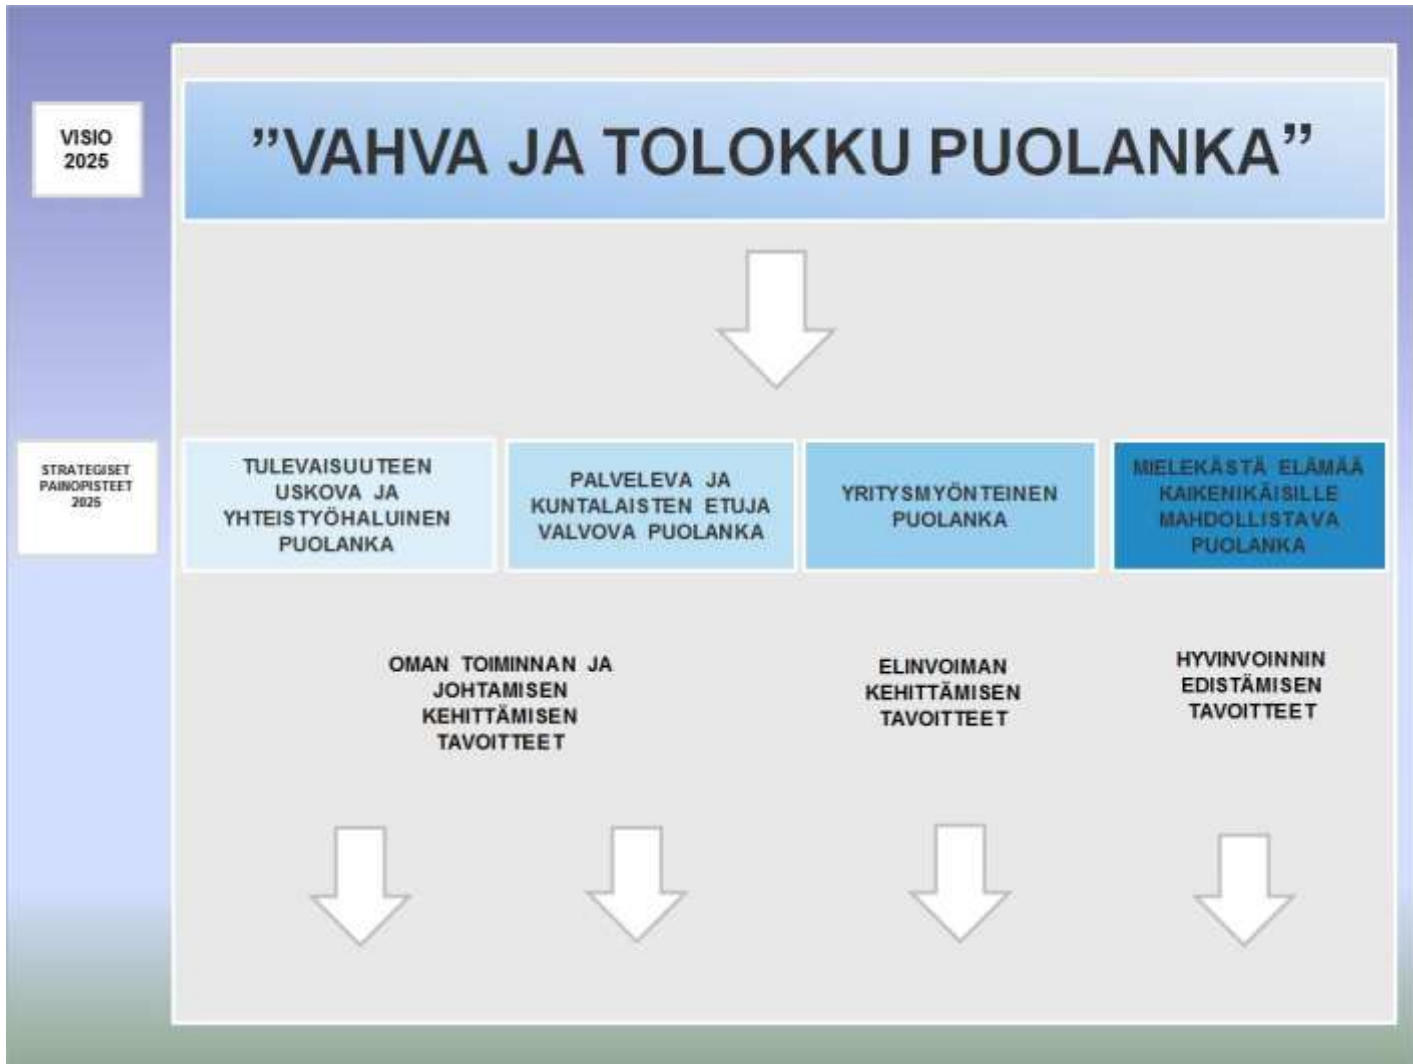 VISIO
2025
”VAHVA JA TOLOKKU PUOLANKA”
STRATEGISET
PAINOPISTEET
2025
TULEVAISUUTEEN
USKOVA JA
YHTEISTYÖHALUINEN
PUOLANKA
PALVELEVA JA
KUNTALAISTEN ETUJA
VALVOVA PUOLANKA
YRITYSMYÖNTEINEN
PUOLANKA
MIELEKÄSTÄ ELÄMÄÄ
KAIKENIKÄISILLE
MAHDOLLISTAVA
PUOLANKA
OMAN TOIMINNAN JA
JOHTAMISEN
KEHITTÄMISEN
TAVOITTEET
ELINVOIMAN
KEHITTÄMISEN
TAVOITTEET
HYVINVOINNIN
EDISTÄMISEN
TAVOITTEET